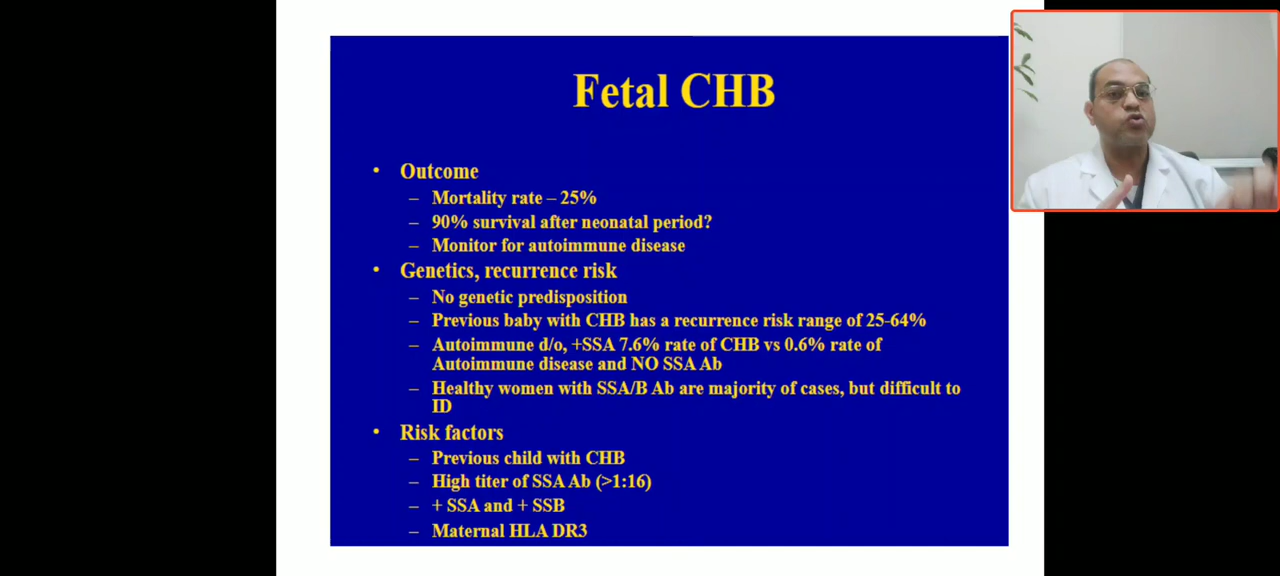 Fetal CHB
• Outcome
– Mortality rate – 25%
– 90% survival after neonatal period?
– Monitor for autoimmune disease
• Genetics, recurrence risk
– No genetic predisposition
– Previous baby with CHB has a recurrence risk range of 25-64%
– Autoimmune d/o, +SSA 7.6% rate of CHB vs 0.6% rate of
Autoimmune disease and NO SSA Ab
– Healthy women with SSA/B Ab are majority of cases, but difficult to
ID
• Risk factors
– Previous child with CHB
– High titer of SSA Ab (>1:16)
– + SSA and + SSB
– Maternal HLA DR3